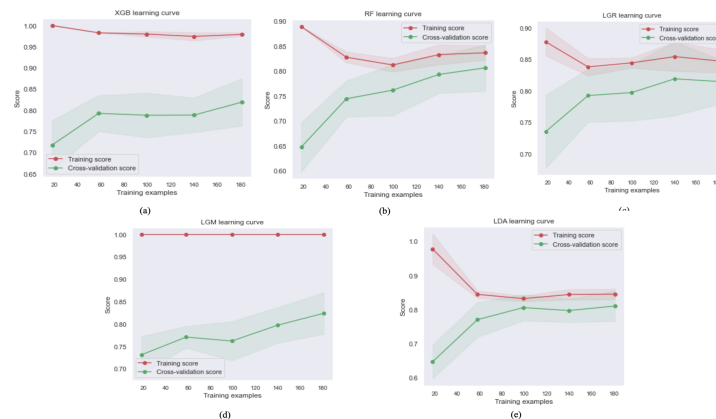 XGB learning curve
1.00
0.95
0.90
0.85
0.80
0.75
0.70
0.65
Score
Training score
Cross-validation score
20 40 60 80 100 120 140 160 180
Training examples
(a)
RF learning curve
0.90
0.85
0.80
0.75
0.70
0.65
0.60
Score
Training score
Cross-validation score
20 40 60 80 100 120 140 160 180
Training examples
(b)
LGR learning curve
0.90
0.85
0.80
0.75
0.70
Score
Training score
Cross-validation score
20 40 60 80 100 120 140 160 180
Training examples
LGM learning curve
1.00
0.95
0.90
0.85
0.80
0.75
0.70
Score
Training score
Cross-validation score
20 40 60 80 100 120 140 160 180
Training examples
(d)
LDA learning curve
1.0
0.9
0.8
0.7
0.6
Score
Training score
Cross-validation score
20 40 60 80 100 120 140 160 180
Training examples
(e)